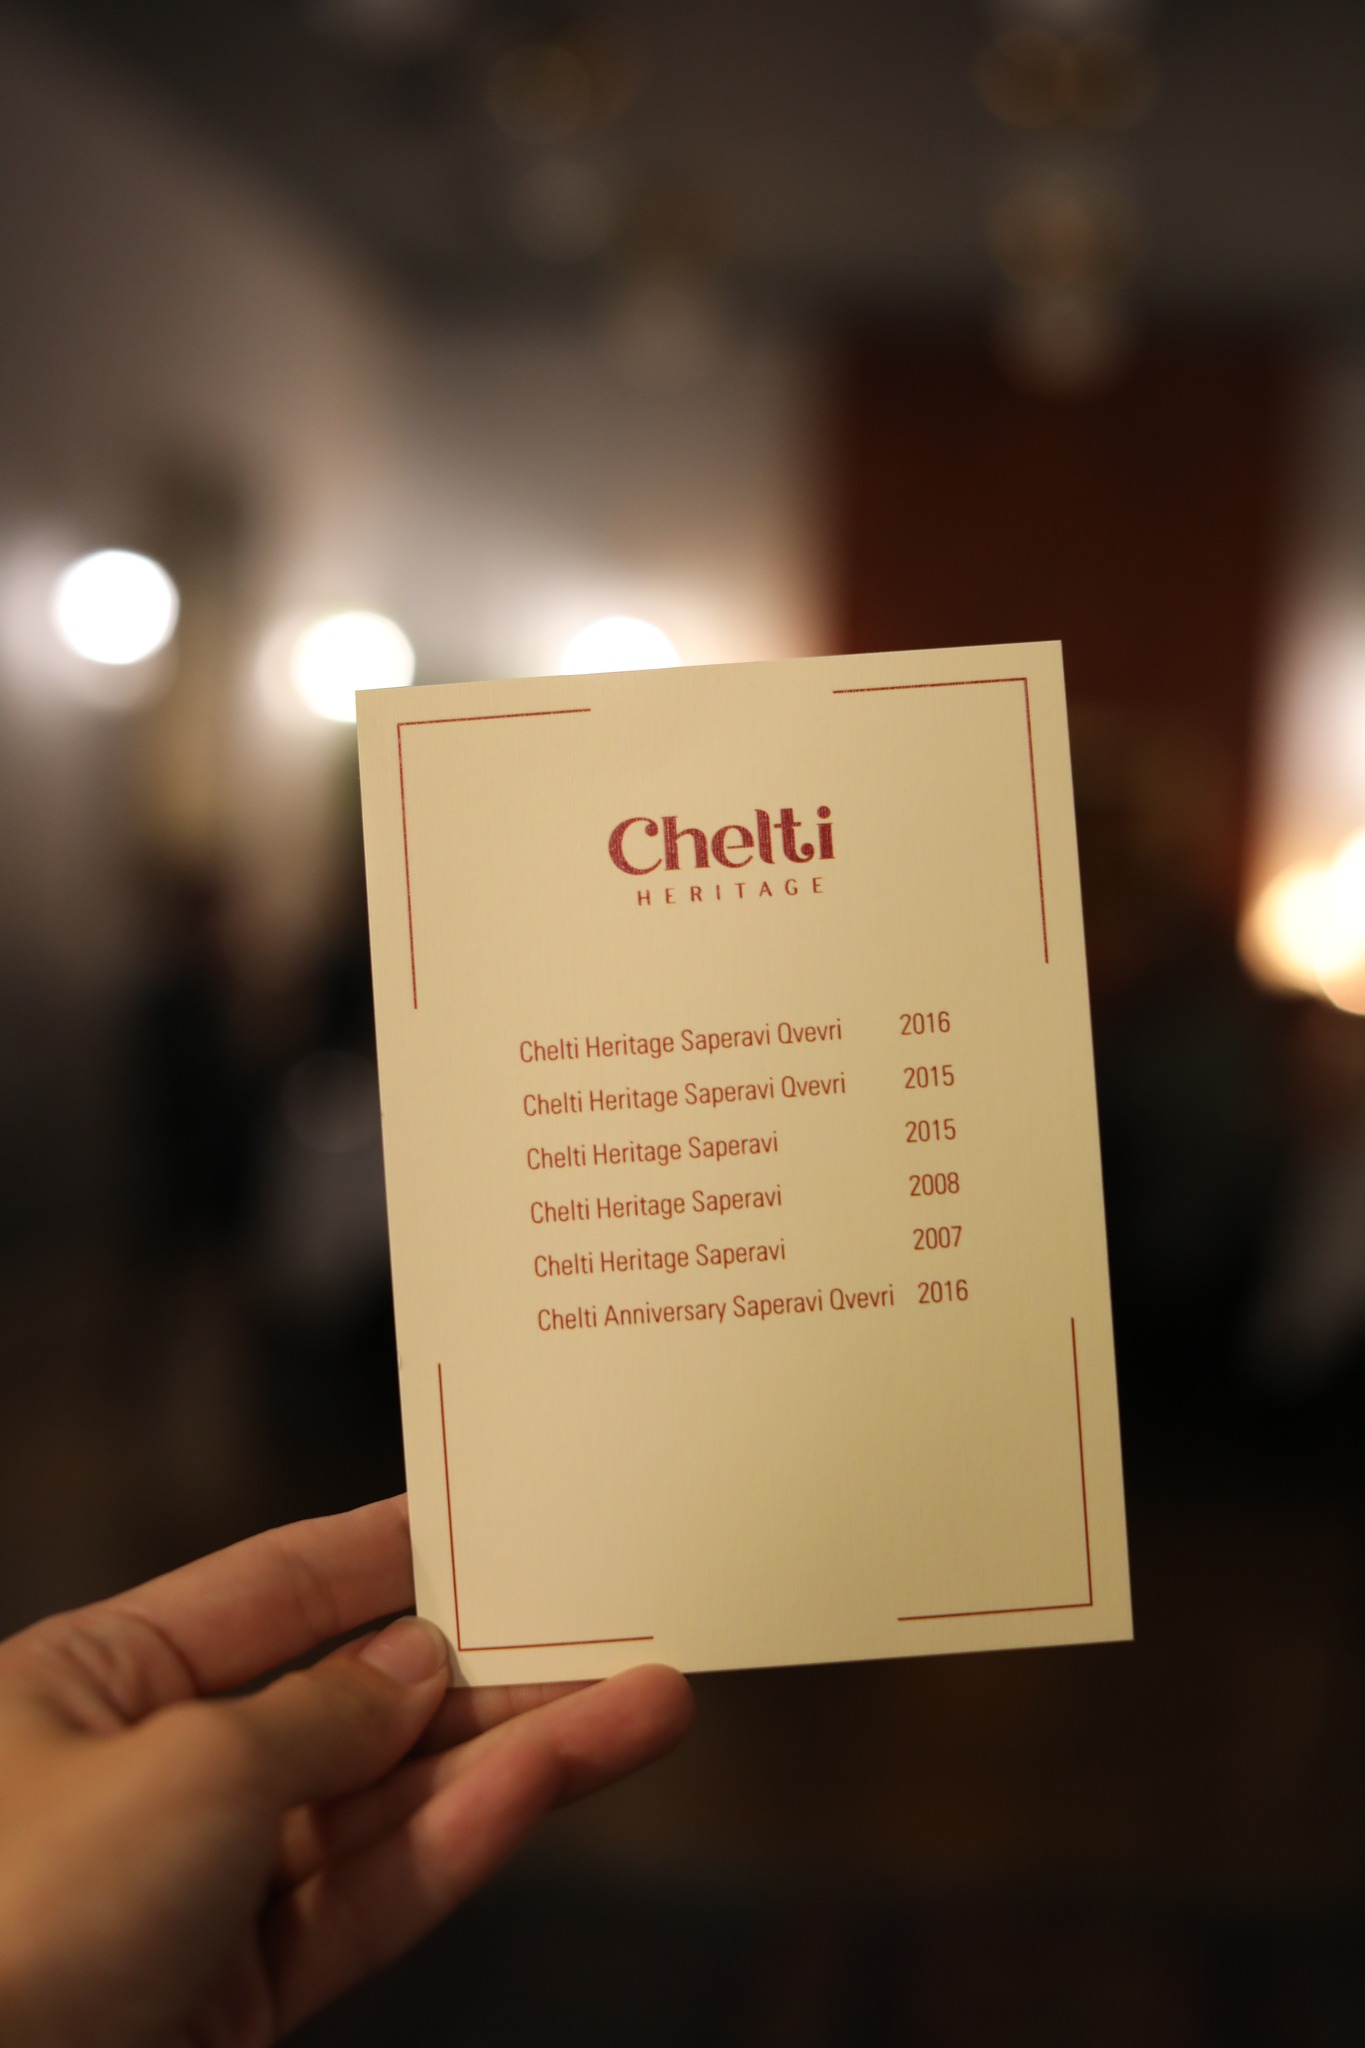 Chelti
HERITAGE
Chelti Heritage Saperavi Qvevri 2016
Chelti Heritage Saperavi Qvevri 2015
Chelti Heritage Saperavi 2015
Chelti Heritage Saperavi 2008
Chelti Heritage Saperavi 2007
Chelti Anniversary Saperavi Qvevri 2016